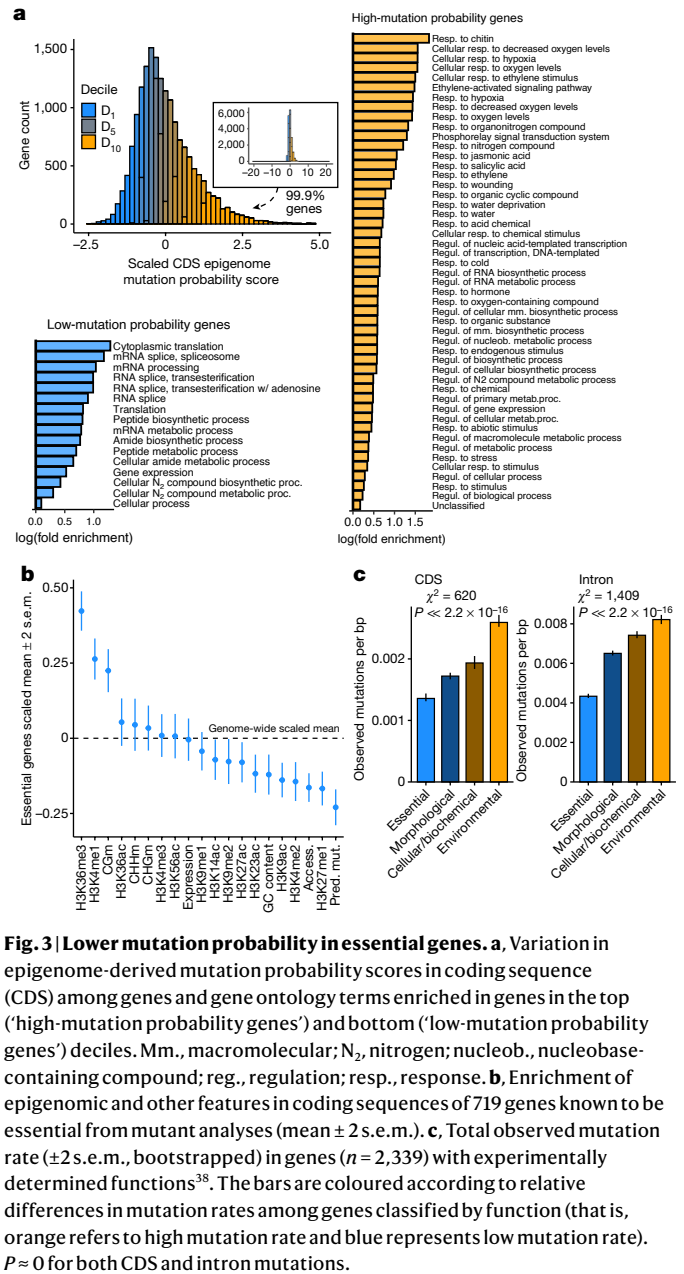 a
Gene count
1,500
1,000
500
0
Decile
D1
D5
D10
6,000
4,000
2,000
0
−20 −10 0 10 20
99.9%
genes
−2.5 0 2.5 5.0
Scaled CDS epigenome
mutation probability score
Low-mutation probability genes
Cytoplasmic translation
mRNA splice, spliceosome
mRNA processing
RNA splice, transesterification
RNA splice, transesterification w/ adenosine
RNA splice
Translation
Peptide biosynthetic process
mRNA metabolic process
Amide biosynthetic process
Peptide metabolic process
Cellular amide metabolic process
Gene expression
Cellular N2 compound biosynthetic proc.
Cellular N2 compound metabolic proc.
Cellular process
0.0 0.5 1.0
log(fold enrichment)
High-mutation probability genes
Resp. to chitin
Cellular resp. to decreased oxygen levels
Cellular resp. to hypoxia
Cellular resp. to oxygen levels
Cellular resp. to ethylene stimulus
Ethylene-activated signaling pathway
Resp. to hypoxia
Resp. to decreased oxygen levels
Resp. to oxygen levels
Resp. to organonitrogen compound
Phosphorelay signal transduction system
Resp. to nitrogen compound
Resp. to jasmonic acid
Resp. to salicylic acid
Resp. to ethylene
Resp. to wounding
Resp. to organic cyclic compound
Resp. to water deprivation
Resp. to water
Resp. to acid chemical
Cellular resp. to chemical stimulus
Regul. of nucleic acid-templated transcription
Regul. of transcription, DNA-templated
Resp. to cold
Regul. of RNA biosynthetic process
Regul. of RNA metabolic process
Resp. to hormone
Resp. to oxygen-containing compound
Regul. of cellular mm. biosynthetic process
Resp. to organic substance
Regul. of mm. biosynthetic process
Regul. of nucleob. metabolic process
Resp. to endogenous stimulus
Regul. of biosynthetic process
Regul. of cellular biosynthetic process
Regul. of N2 compound metabolic process
Resp. to chemical
Regul. of primary metab.proc.
Regul. of gene expression
Regul. of cellular metab.proc.
Resp. to abiotic stimulus
Regul. of macromolecule metabolic process
Regul. of metabolic process
Resp. to stress
Cellular resp. to stimulus
Regul. of cellular process
Resp. to stimulus
Regul. of biological process
Unclassified
0.0 0.5 1.0 1.5
log(fold enrichment)
b
Essential genes scaled mean ± 2 s.e.m.
0.50
0.25
0
−0.25
Genome-wide scaled mean
H3K36me3
H3K4me1
CGm
H3K36ac
CHHm
CHGm
H3K4me3
H3K56ac
Expression
H3K9me1
H3K14ac
H3K9me2
H3K27ac
H3K23ac
GC content
H3K9ac
H3K4me2
Access.
H3K27me1
Pred. mut.
c
CDS
χ² = 620
P ≪ 2.2 × 10⁻¹⁶
Observed mutations per bp
0.002
0.001
0
Essential
Morphological
Cellular/biochemical
Environmental
Intron
χ² = 1,409
P ≪ 2.2 × 10⁻¹⁶
Observed mutations per bp
0.008
0.006
0.004
0.002
0
Essential
Morphological
Cellular/biochemical
Environmental
Fig. 3 | Lower mutation probability in essential genes. a, Variation in
epigenome-derived mutation probability scores in coding sequence
(CDS) among genes and gene ontology terms enriched in genes in the top
(‘high-mutation probability genes’) and bottom (‘low-mutation probability
genes’) deciles. Mm., macromolecular; N2, nitrogen; nucleob., nucleobase-
containing compound; reg., regulation; resp., response. b, Enrichment of
epigenomic and other features in coding sequences of 719 genes known to be
essential from mutant analyses (mean ± 2 s.e.m.). c, Total observed mutation
rate (±2 s.e.m., bootstrapped) in genes (n = 2,339) with experimentally
determined functions³⁸. The bars are coloured according to relative
differences in mutation rates among genes classified by function (that is,
orange refers to high mutation rate and blue represents low mutation rate).
P ≈ 0 for both CDS and intron mutations.